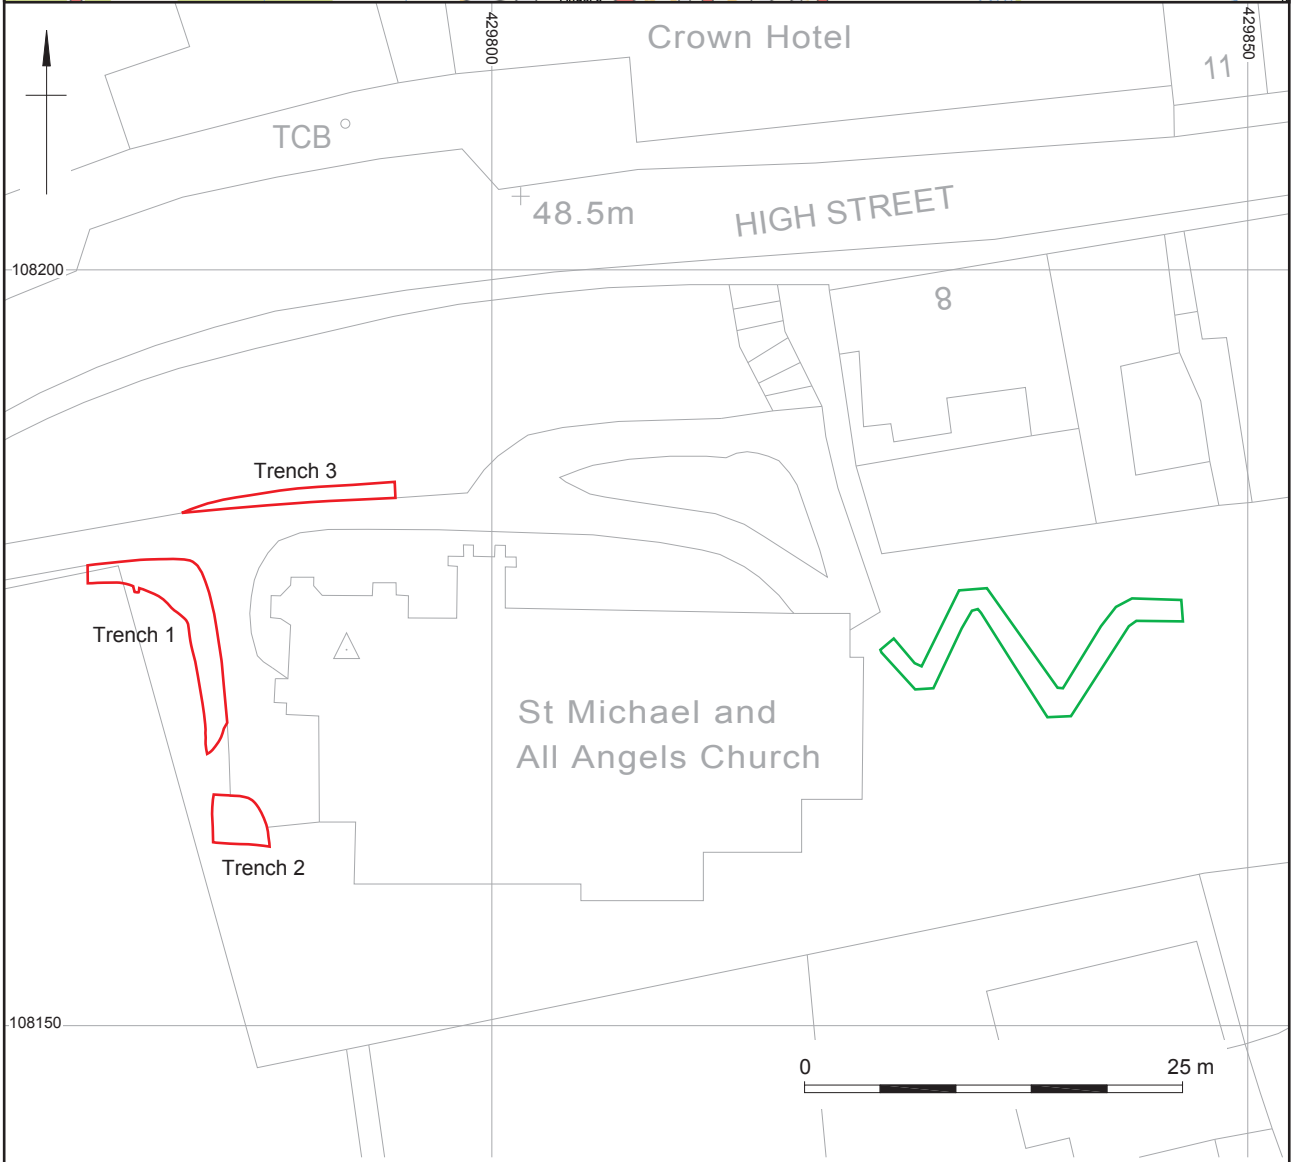 429800
Crown Hotel
429850
11
TCB
48.5m
HIGH STREET
108200
8
Trench 3
Trench 1
St Michael and
All Angels Church
Trench 2
108150
0
25 m